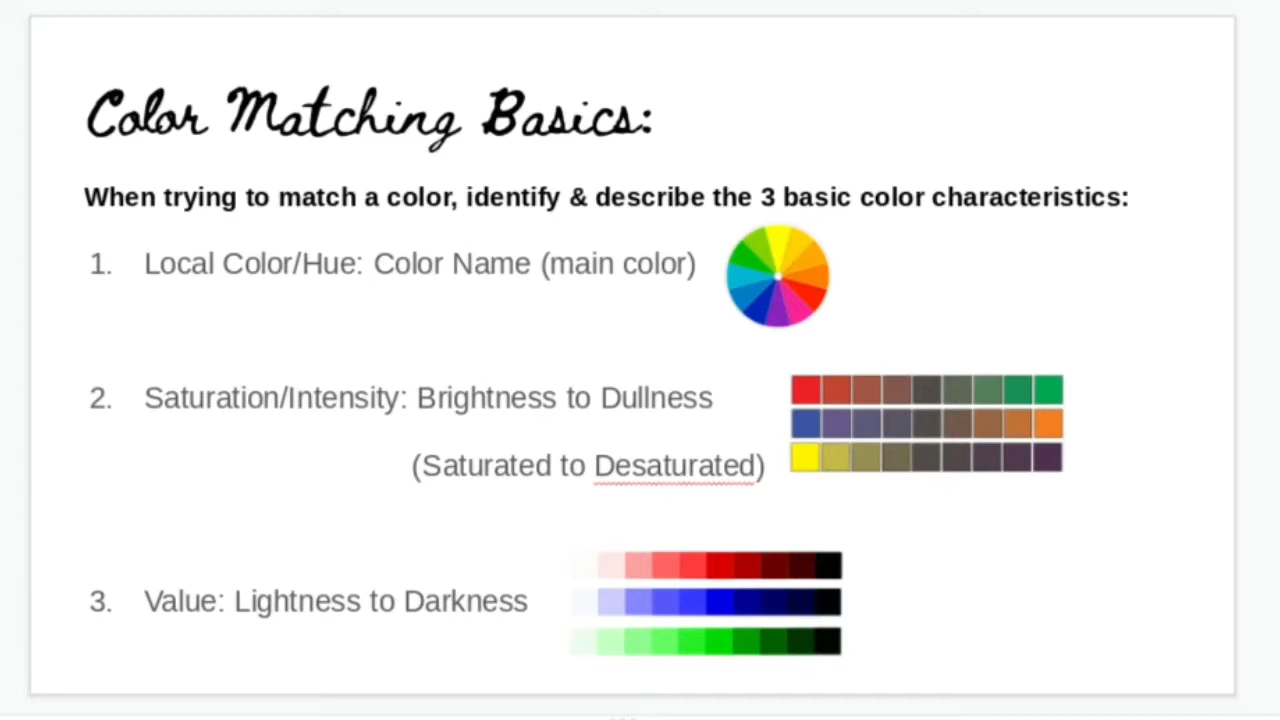 Color Matching Basics:
When trying to match a color, identify & describe the 3 basic color characteristics:
1. Local Color/Hue: Color Name (main color)
2. Saturation/Intensity: Brightness to Dullness
(Saturated to Desaturated)
3. Value: Lightness to Darkness